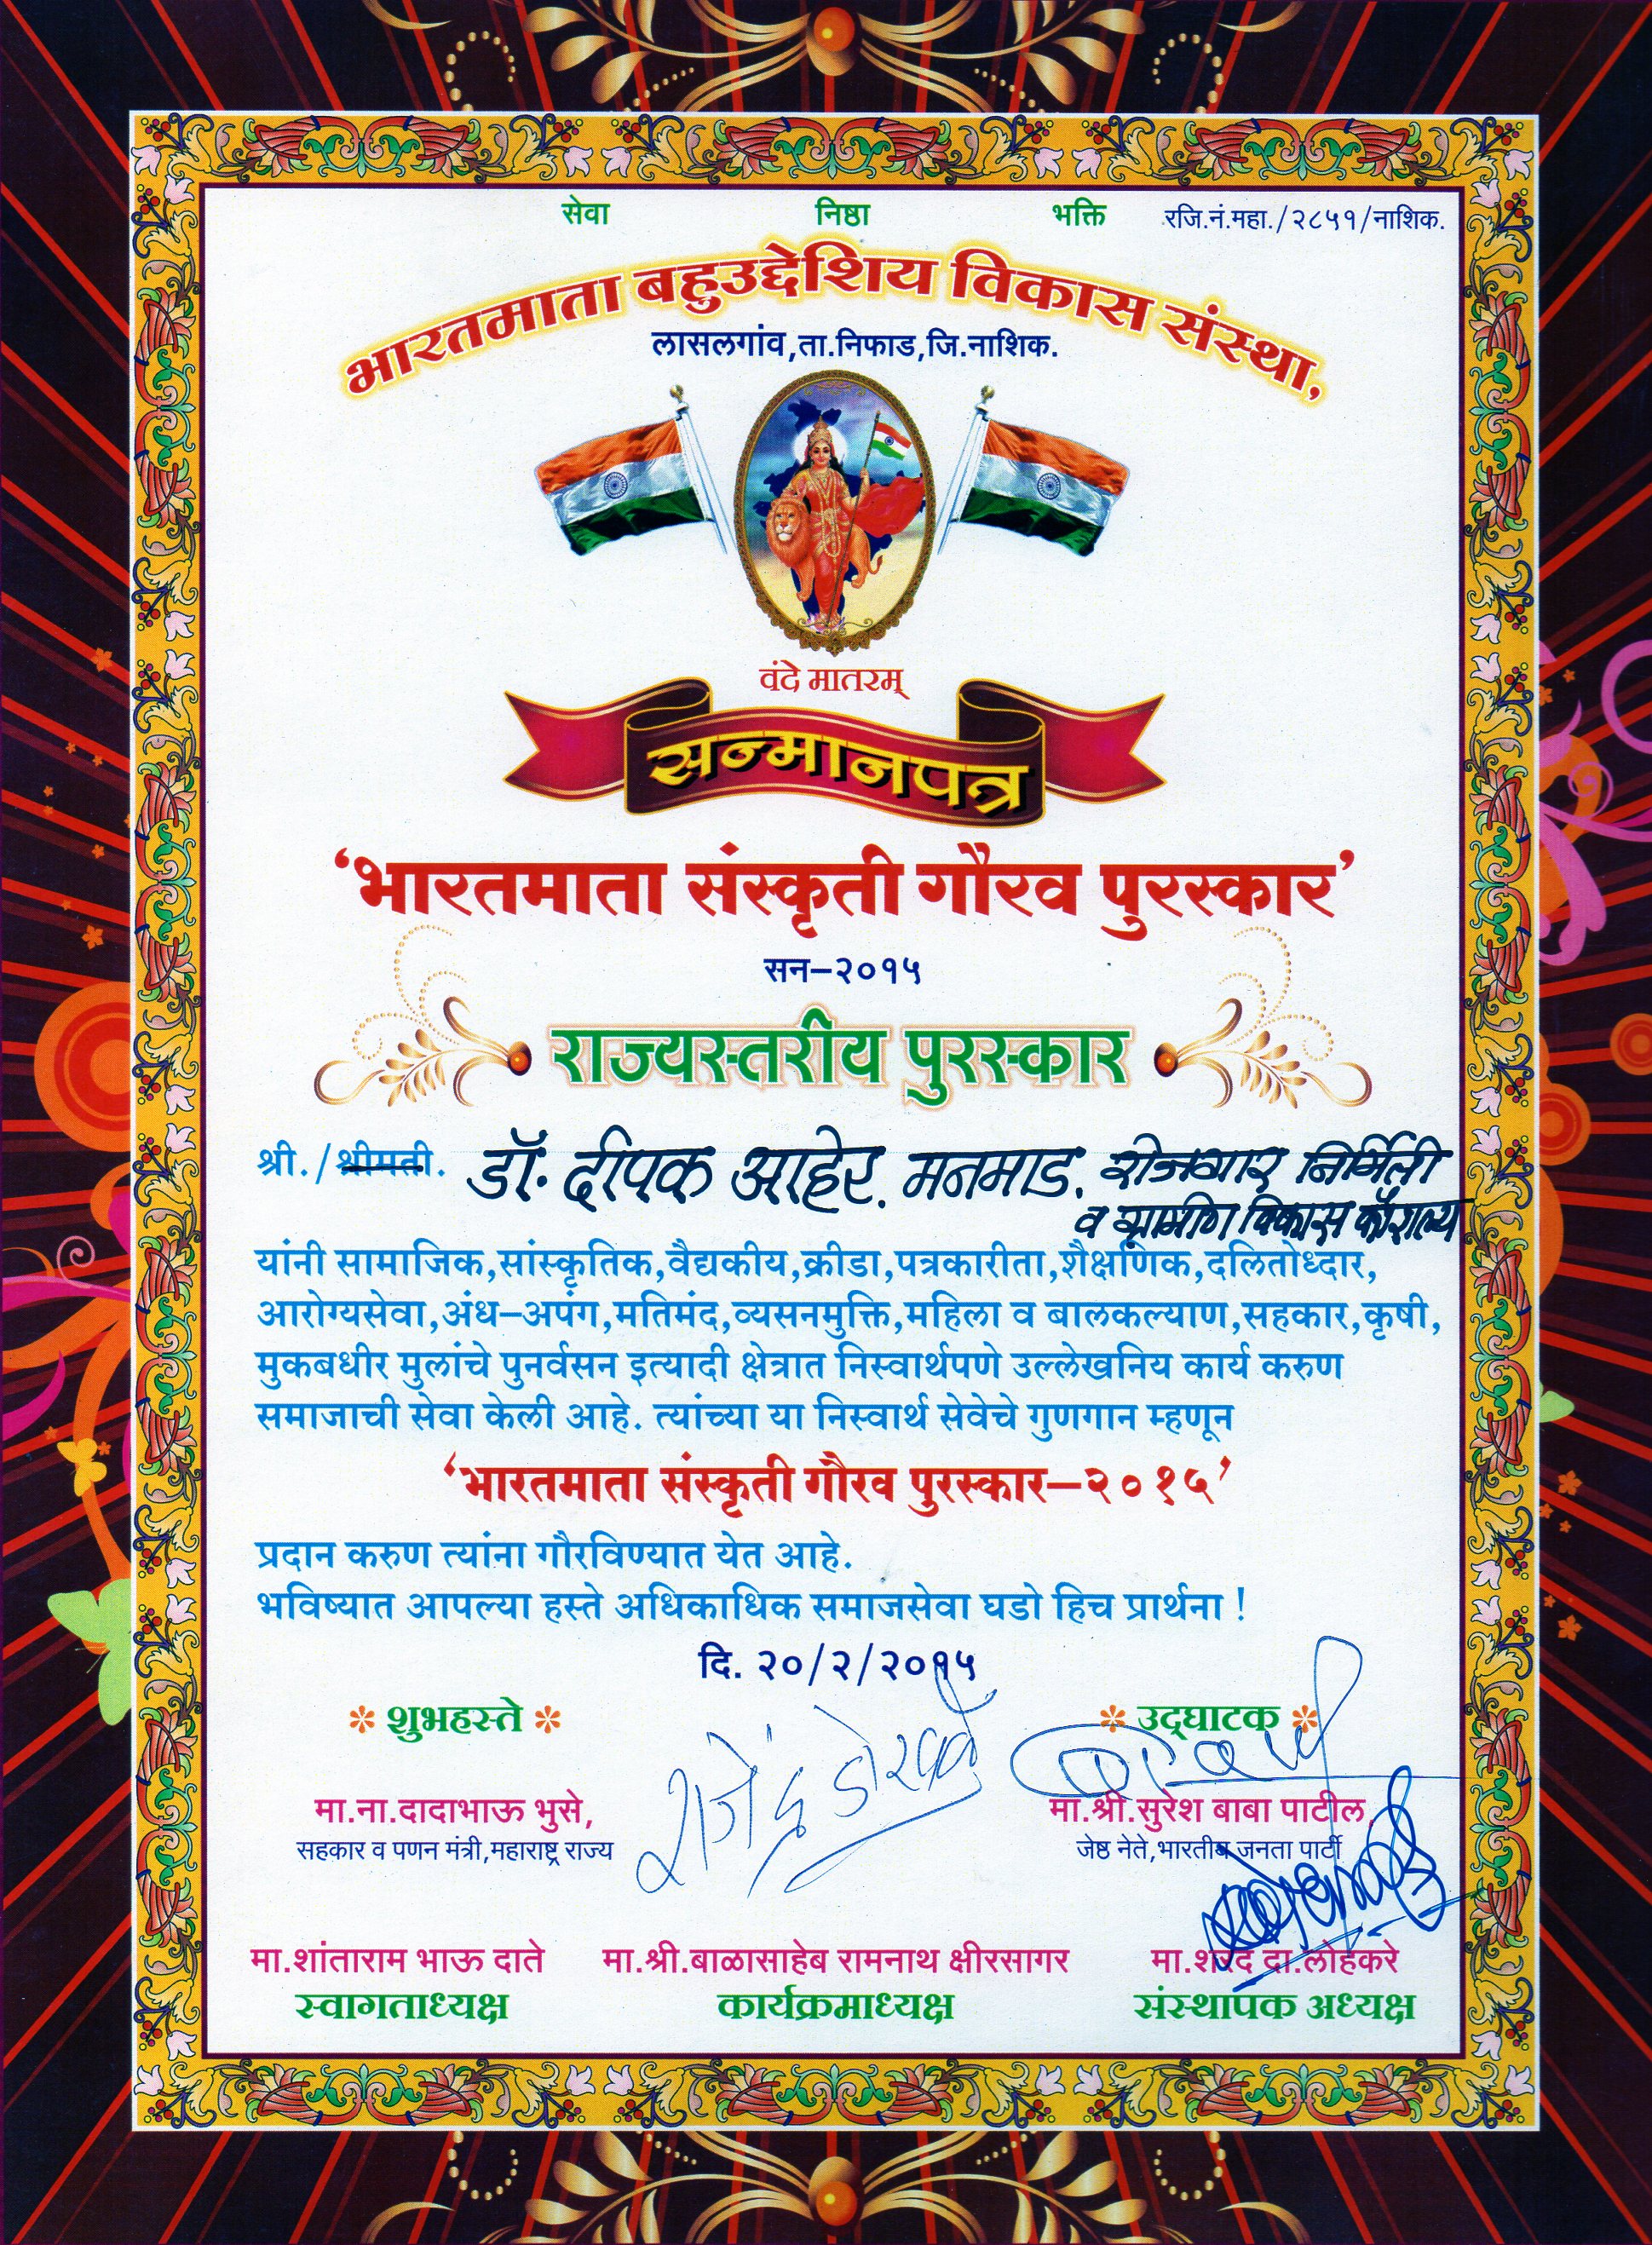 सेवा निष्ठा भक्ति रजि.नं.महा./२८५१/नाशिक.
भारतमाता बहुउद्देशिय विकास संस्था,
लासलगांव,ता.निफाड,जि.नाशिक.
वंदे मातरम्
सन्मानपत्र
‘भारतमाता संस्कृती गौरव पुरस्कार’
सन–२०१५
राज्यस्तरीय पुरस्कार
श्री./श्रीमती. डॉ. दीपक आहेर. मनमाड. रोजगार निर्मिती
व ग्रामीण विकास कौशल्य
यांनी सामाजिक,सांस्कृतिक,वैद्यकीय,क्रीडा,पत्रकारीता,शैक्षणिक,दलितोध्दार,
आरोग्यसेवा,अंध–अपंग,मतिमंद,व्यसनमुक्ति,महिला व बालकल्याण,सहकार,कृषी,
मुकबधीर मुलांचे पुनर्वसन इत्यादी क्षेत्रात निस्वार्थपणे उल्लेखनिय कार्य करुण
समाजाची सेवा केली आहे. त्यांच्या या निस्वार्थ सेवेचे गुणगान म्हणून
‘भारतमाता संस्कृती गौरव पुरस्कार–२०१५’
प्रदान करुण त्यांना गौरविण्यात येत आहे.
भविष्यात आपल्या हस्ते अधिकाधिक समाजसेवा घडो हिच प्रार्थना !
दि. २०/२/२०१५
शुभहस्ते उद्‌घाटक
मा.ना.दादाभाऊ भुसे, मा.श्री.सुरेश बाबा पाटील,
सहकार व पणन मंत्री,महाराष्ट्र राज्य जेष्ठ नेते,भारतीय जनता पार्टी
मा.शांताराम भाऊ दाते मा.श्री.बाळासाहेब रामनाथ क्षीरसागर मा.शरद दा.लोहकरे
स्वागताध्यक्ष कार्यक्रमाध्यक्ष संस्थापक अध्यक्ष